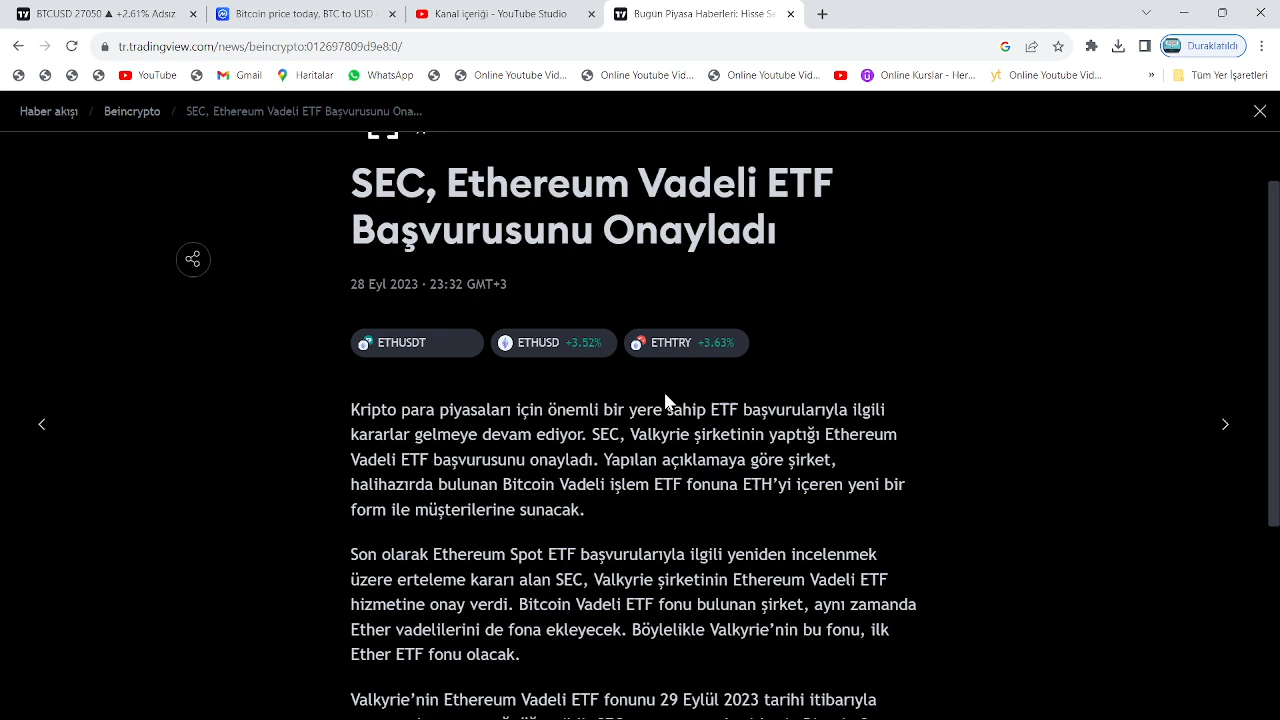 BTCUSD 27050 ▲ +2.61% Adsız
Bitcoin price today, BTC to USD
Kanal içeriği - YouTube Studio
Bugün Piyasa Haberleri: Hisse Se
tr.tradingview.com/news/beincrypto:012697809d9e8:0/
Duraklatıldı
YouTube
Gmail
Haritalar
WhatsApp
Online Youtube Vid...
Online Youtube Vid...
Online Youtube Vid...
Online Kurslar - Her...
Online Youtube Vid...
»
Tüm Yer İşaretleri
Haber akışı / Beincrypto / SEC, Ethereum Vadeli ETF Başvurusunu Ona...
SEC, Ethereum Vadeli ETF
Başvurusunu Onayladı
28 Eyl 2023 · 23:32 GMT+3
ETHUSDT
ETHUSD +3.52%
ETHTRY +3.63%
Kripto para piyasaları için önemli bir yere sahip ETF başvurularıyla ilgili
kararlar gelmeye devam ediyor. SEC, Valkyrie şirketinin yaptığı Ethereum
Vadeli ETF başvurusunu onayladı. Yapılan açıklamaya göre şirket,
halihazırda bulunan Bitcoin Vadeli işlem ETF fonuna ETH’yi içeren yeni bir
form ile müşterilerine sunacak.
Son olarak Ethereum Spot ETF başvurularıyla ilgili yeniden incelenmek
üzere erteleme kararı alan SEC, Valkyrie şirketinin Ethereum Vadeli ETF
hizmetine onay verdi. Bitcoin Vadeli ETF fonu bulunan şirket, aynı zamanda
Ether vadelilerini de fona ekleyecek. Böylelikle Valkyrie’nin bu fonu, ilk
Ether ETF fonu olacak.
Valkyrie’nin Ethereum Vadeli ETF fonunu 29 Eylül 2023 tarihi itibarıyla